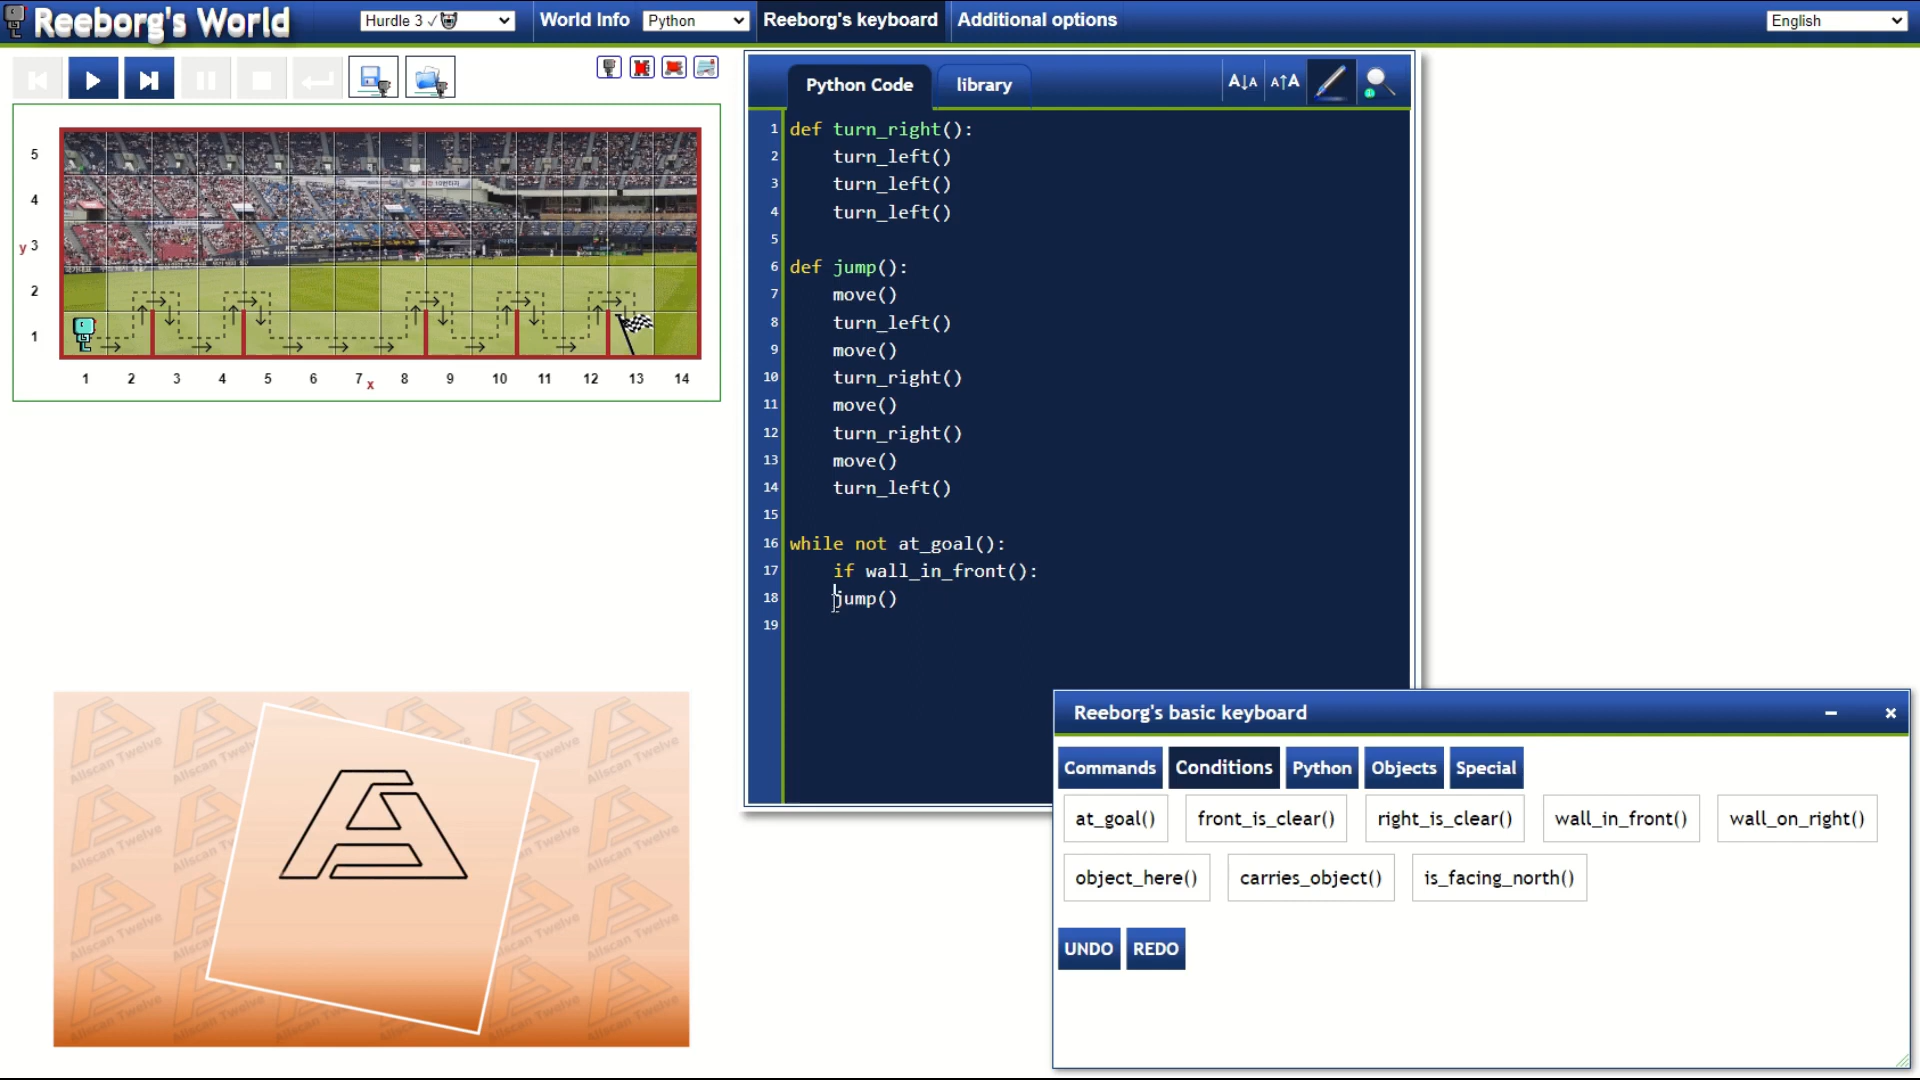 Reeborg's World
Hurdle 3 ✓
World Info
Python
Reeborg's keyboard
Additional options
English
Python Code
library
A↓A
A↑A
5
4
y 3
2
1
1 2 3 4 5 6 7 x 8 9 10 11 12 13 14
1 def turn_right():
2 turn_left()
3 turn_left()
4 turn_left()
5
6 def jump():
7 move()
8 turn_left()
9 move()
10 turn_right()
11 move()
12 turn_right()
13 move()
14 turn_left()
15
16 while not at_goal():
17 if wall_in_front():
18 jump()
19
Reeborg's basic keyboard
Commands Conditions Python Objects Special
at_goal() front_is_clear() right_is_clear() wall_in_front() wall_on_right()
object_here() carries_object() is_facing_north()
UNDO REDO
Allscan Twelve